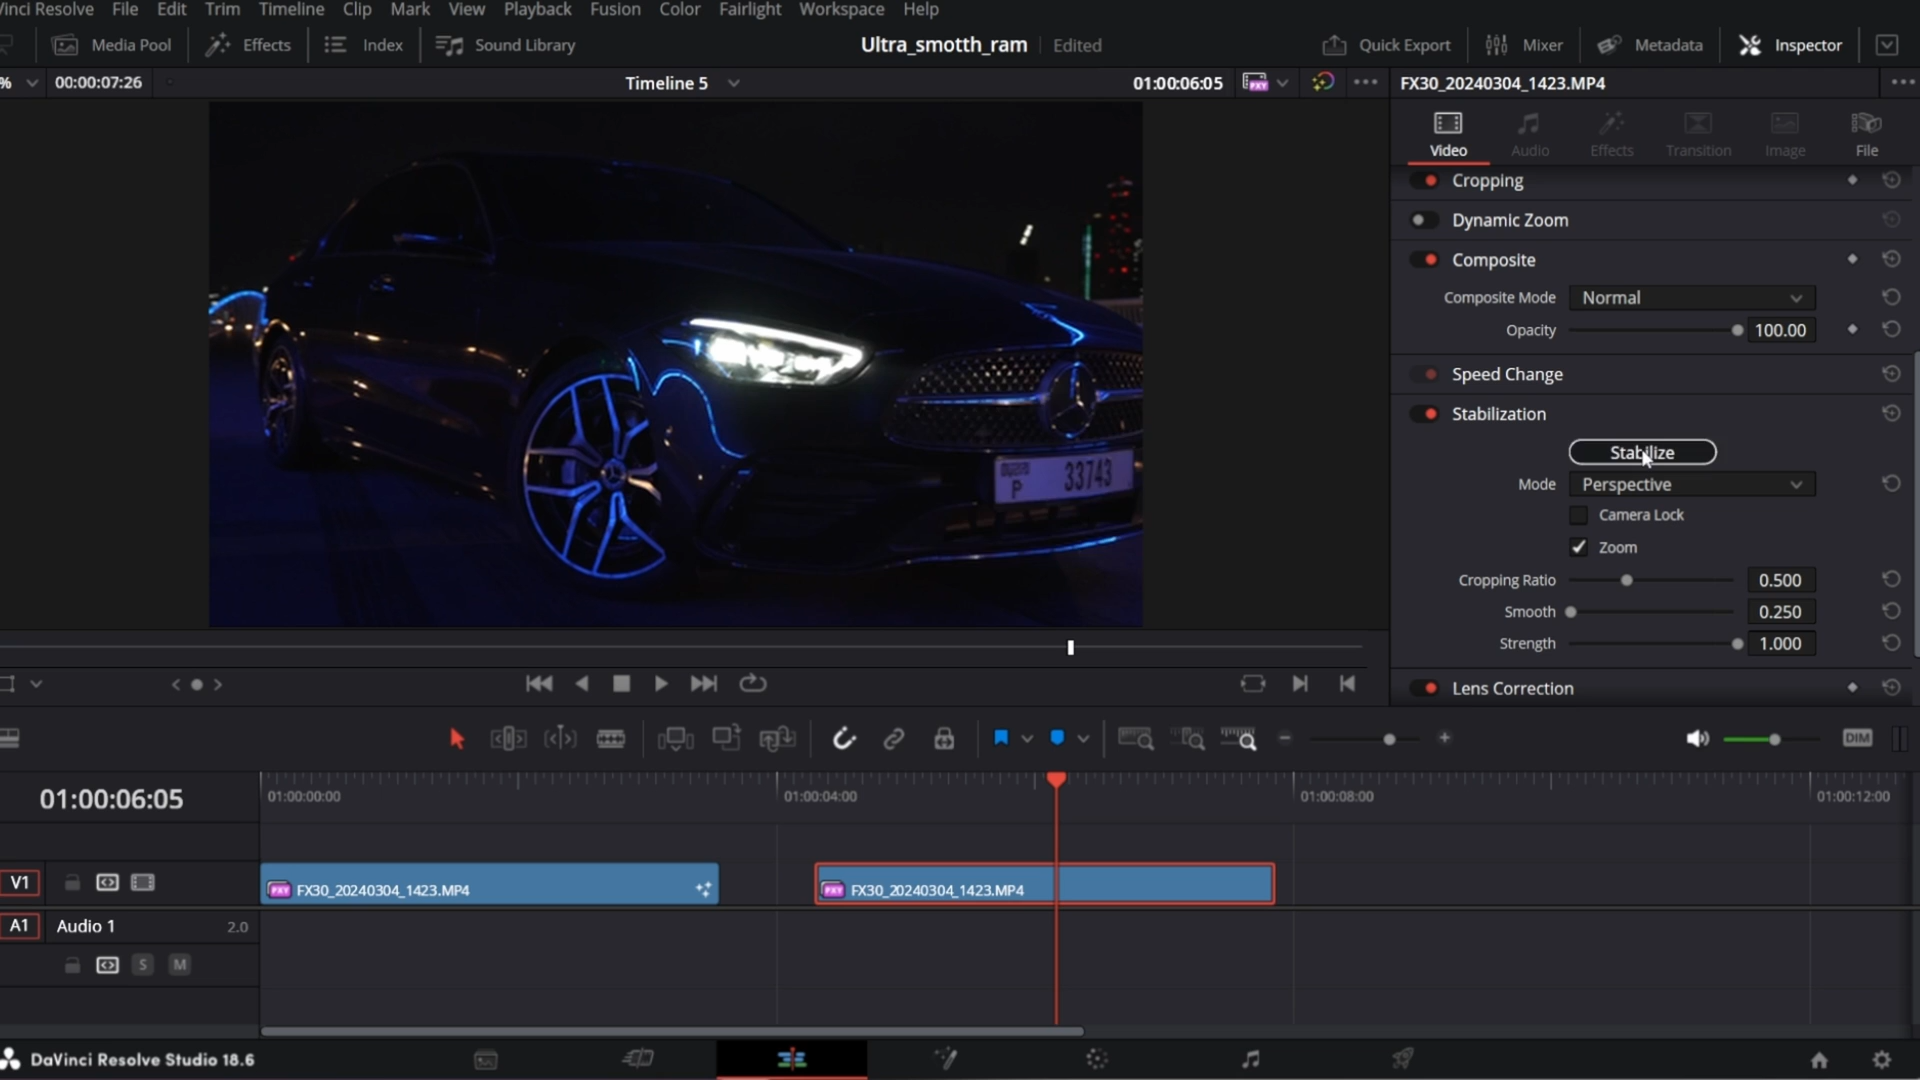 Vinci Resolve File Edit Trim Timeline Clip Mark View Playback Fusion Color Fairlight Workspace Help
Media Pool Effects Index Sound Library Ultra_smotth_ram Edited Quick Export Mixer Metadata Inspector
% 00:00:07:26 Timeline 5 01:00:06:05 FX30_20240304_1423.MP4
Video Audio Effects Transition Image File
Cropping
Dynamic Zoom
Composite
Composite Mode Normal
Opacity 100.00
Speed Change
Stabilization
Stabilize
Mode Perspective
Camera Lock
Zoom
Cropping Ratio 0.500
Smooth 0.250
Strength 1.000
Lens Correction
P 33743
DIM
01:00:06:05 01:00:00:00 01:00:04:00 01:00:08:00 01:00:12:00
V1 PXY FX30_20240304_1423.MP4 PXY FX30_20240304_1423.MP4
A1 Audio 1 2.0
S M
DaVinci Resolve Studio 18.6